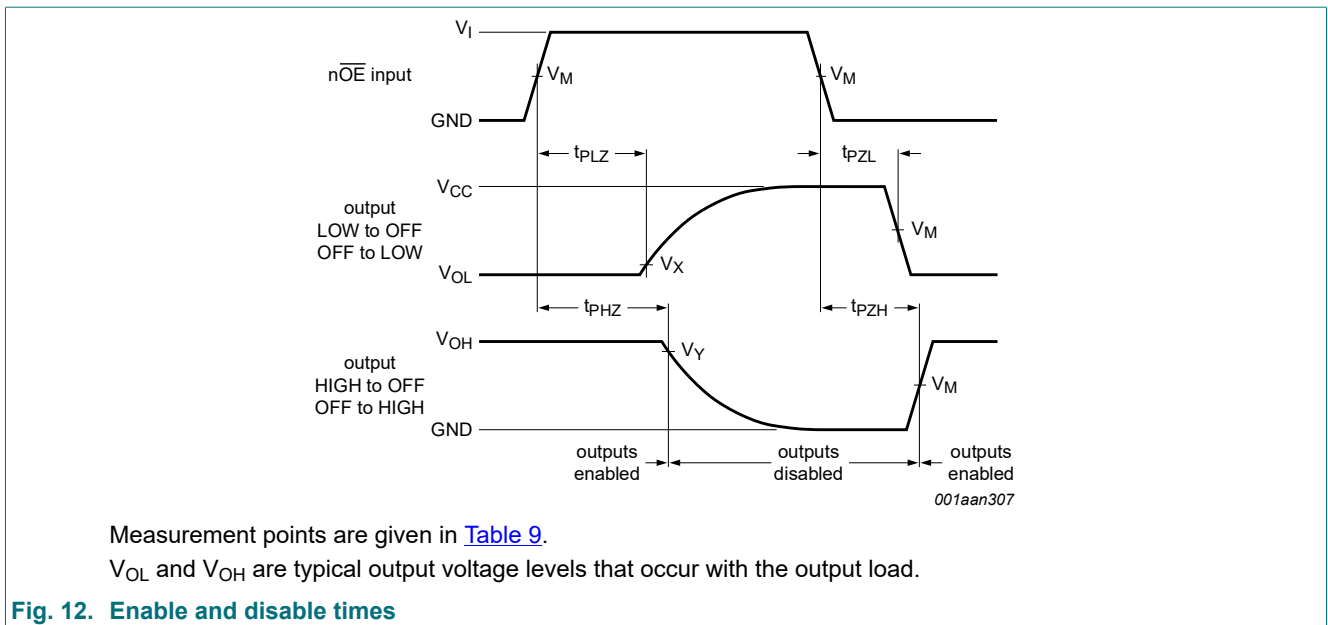 V_I
nOE input
V_M
V_M
GND
t_PLZ
t_PZL
V_CC
output
LOW to OFF
OFF to LOW
V_M
V_X
V_OL
t_PHZ
t_PZH
V_OH
V_Y
output
HIGH to OFF
OFF to HIGH
V_M
GND
outputs
enabled
outputs
disabled
outputs
enabled
001aan307
Measurement points are given in Table 9.
V_OL and V_OH are typical output voltage levels that occur with the output load.
Fig. 12. Enable and disable times